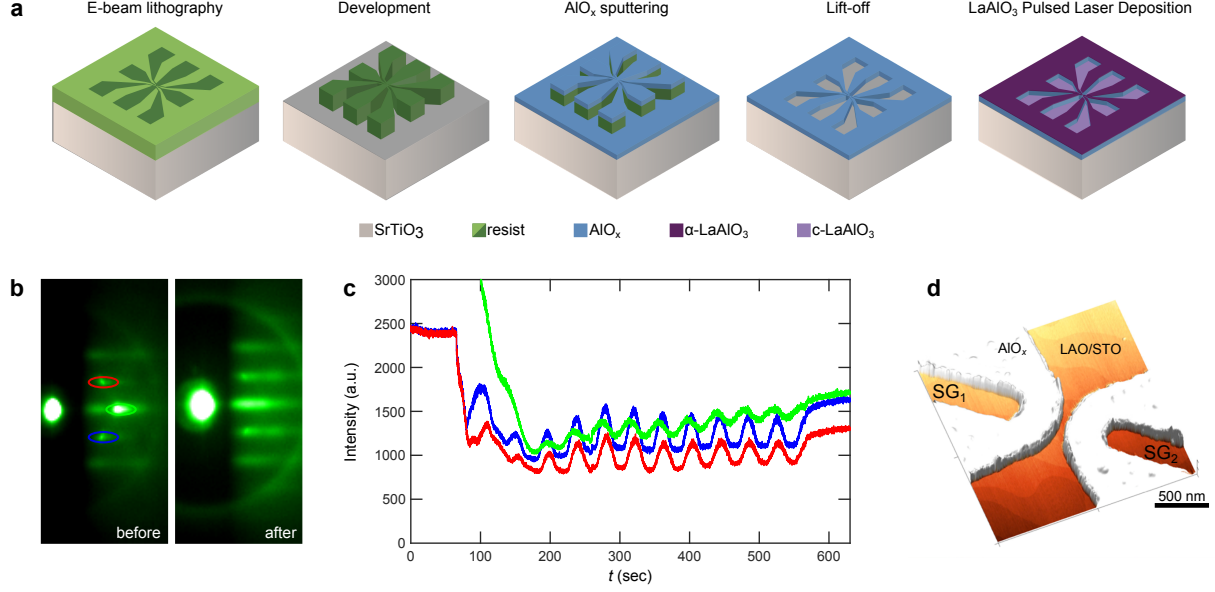 a
E-beam lithography
Development
AlOₓ sputtering
Lift-off
LaAlO₃ Pulsed Laser Deposition
SrTiO3
resist
AlOₓ
α-LaAlO₃
c-LaAlO₃
b
before
after
c
3000
2500
2000
1500
1000
500
0
Intensity (a.u.)
0
100
200
300
400
500
600
t (sec)
d
AlOₓ
LAO/STO
SG₁
SG₂
500 nm